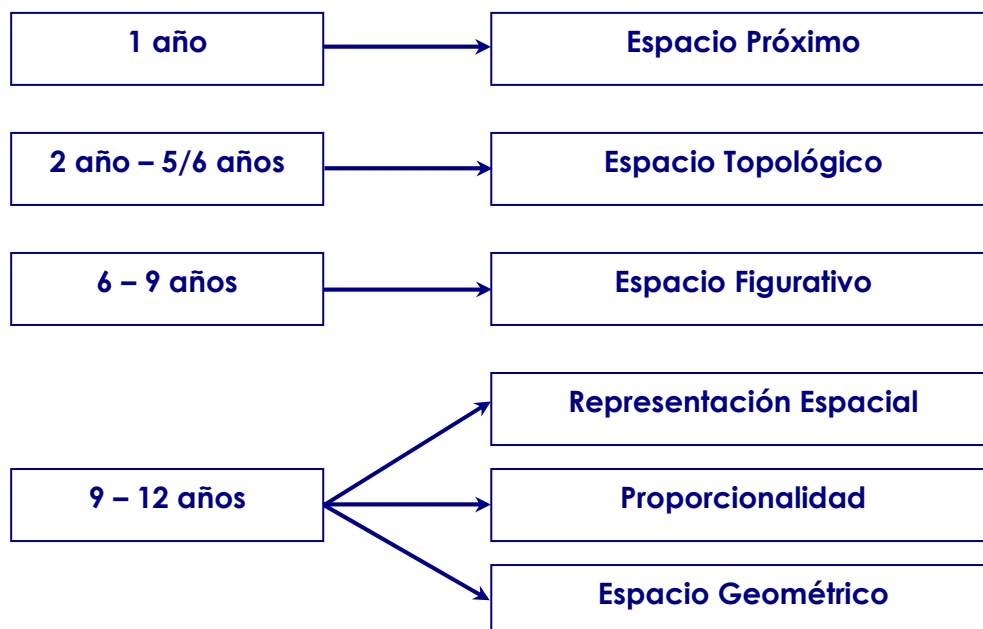 1 año
Espacio Próximo
2 año – 5/6 años
Espacio Topológico
6 – 9 años
Espacio Figurativo
Representación Espacial
9 – 12 años
Proporcionalidad
Espacio Geométrico